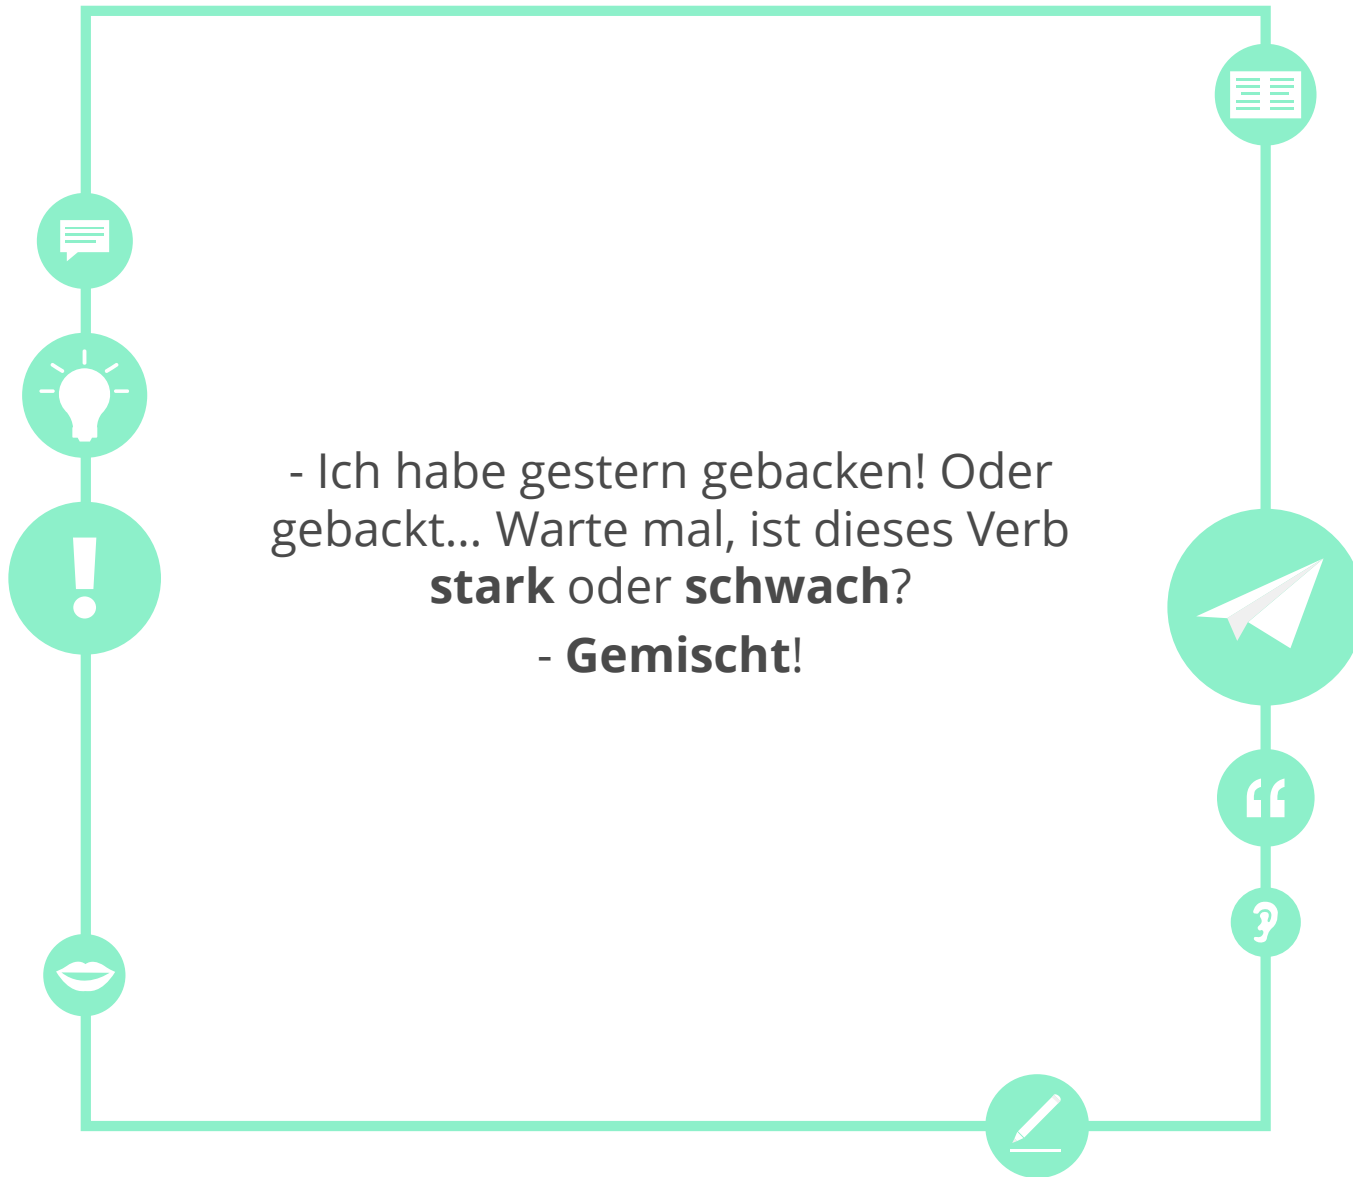 - Ich habe gestern gebacken! Oder
gebackt... Warte mal, ist dieses Verb
stark oder schwach?
- Gemischt!